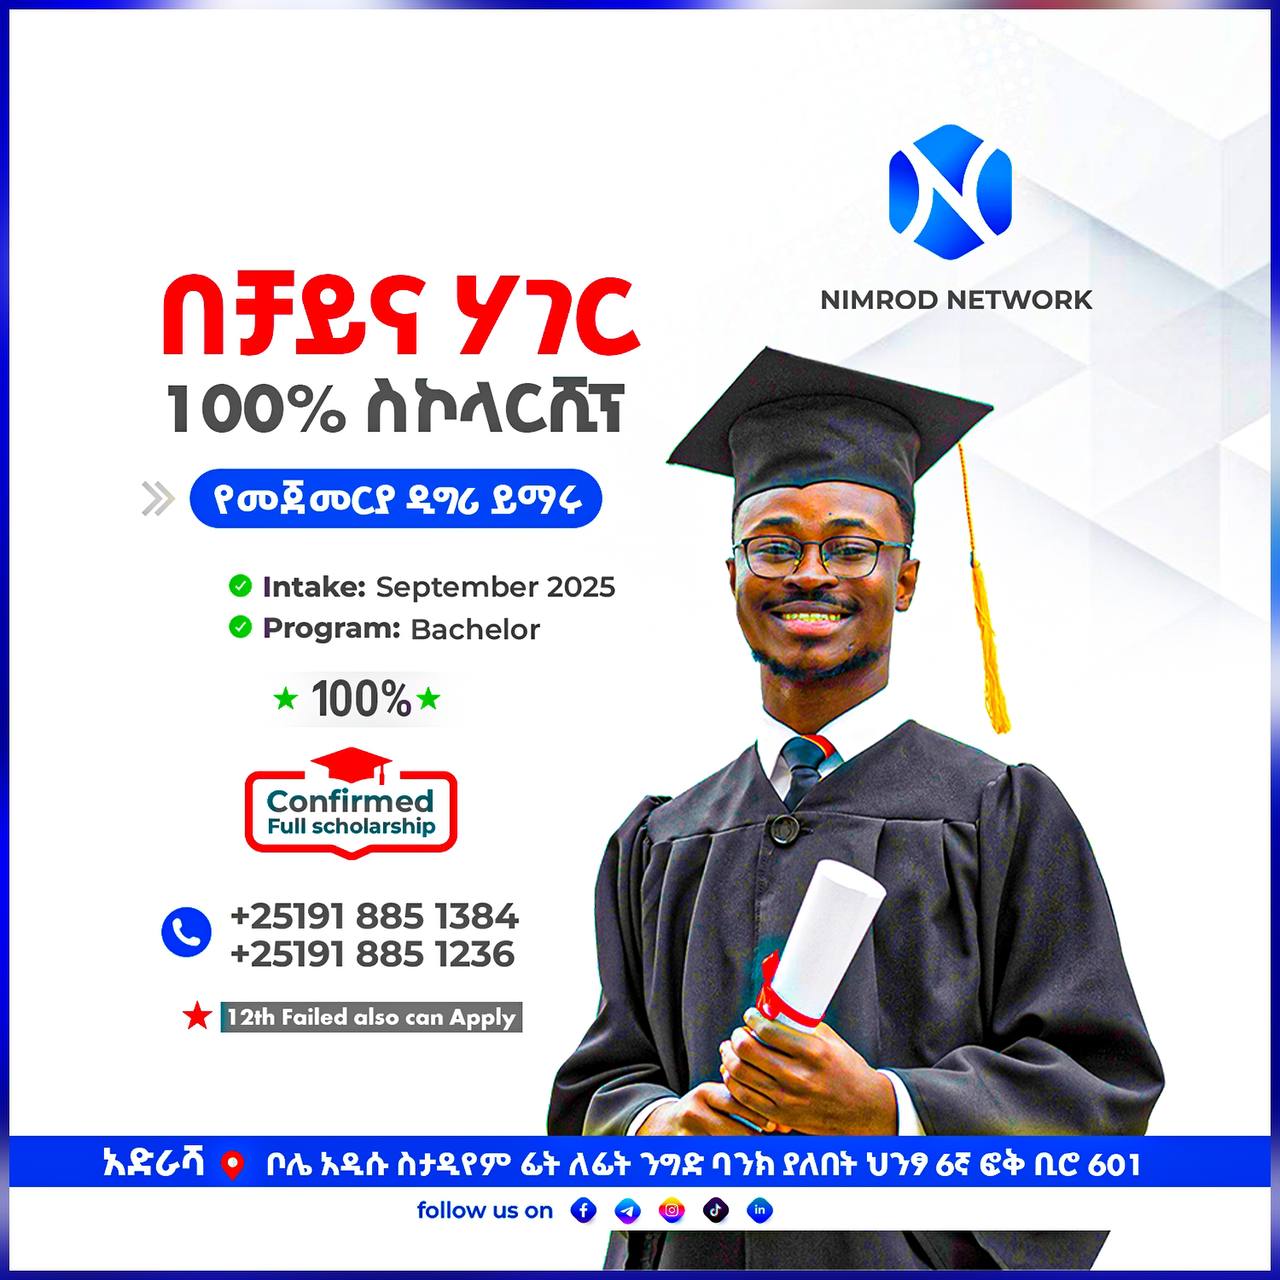 NIMROD NETWORK
በቻይና ሃገር
100% ስኮላርሺፕ
የመጀመርያ ዲግሪ ይማሩ
Intake: September 2025
Program: Bachelor
100%
Confirmed
Full scholarship
+25191 885 1384
+25191 885 1236
12th Failed also can Apply
አድራሻ ቦሌ አዲሱ ስታዲየም ፊት ለፊት ንግድ ባንክ ያለበት ህንፃ 6ኛ ፎቅ ቢሮ 601
follow us on